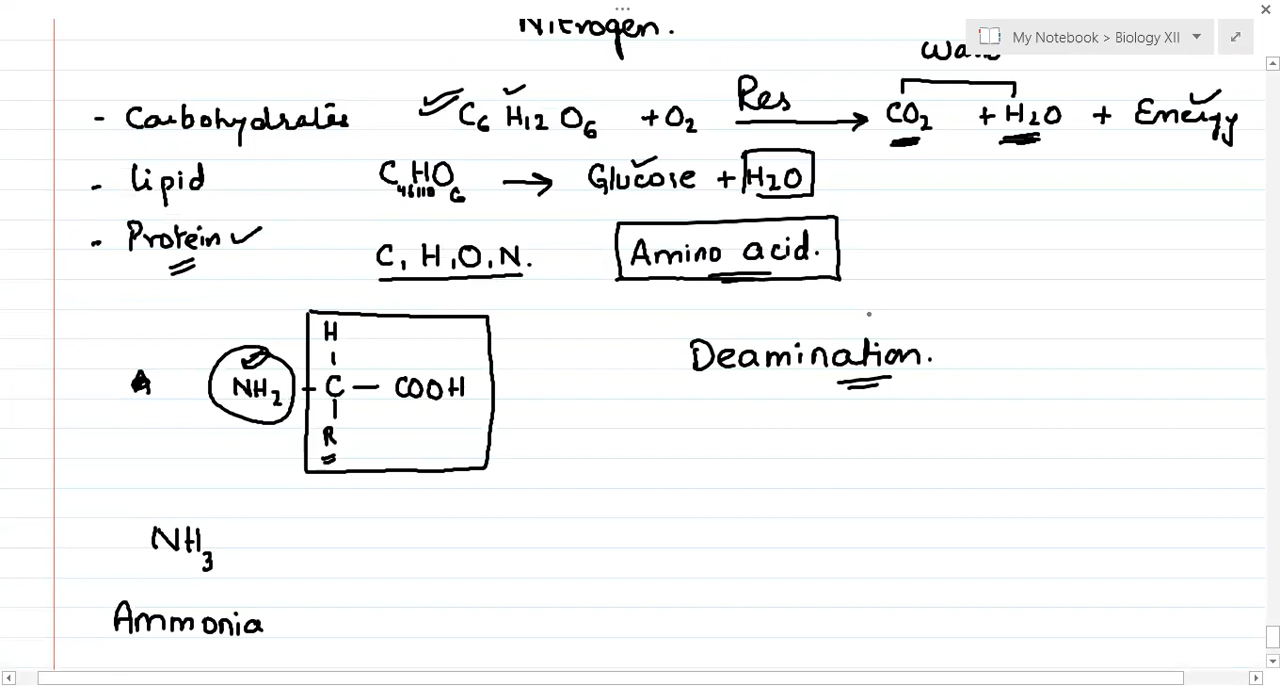 My Notebook > Biology XII
Nitrogen.
- Carbohydrates C6 H12 O6 + O2 Res CO2 + H2O + Energy
- Lipid C46H110O6 → Glucose + H2O
- Protein ✓ C, H, O, N. Amino acid.
H
NH2 - C - COOH
R
Deamination.
NH3
Ammonia